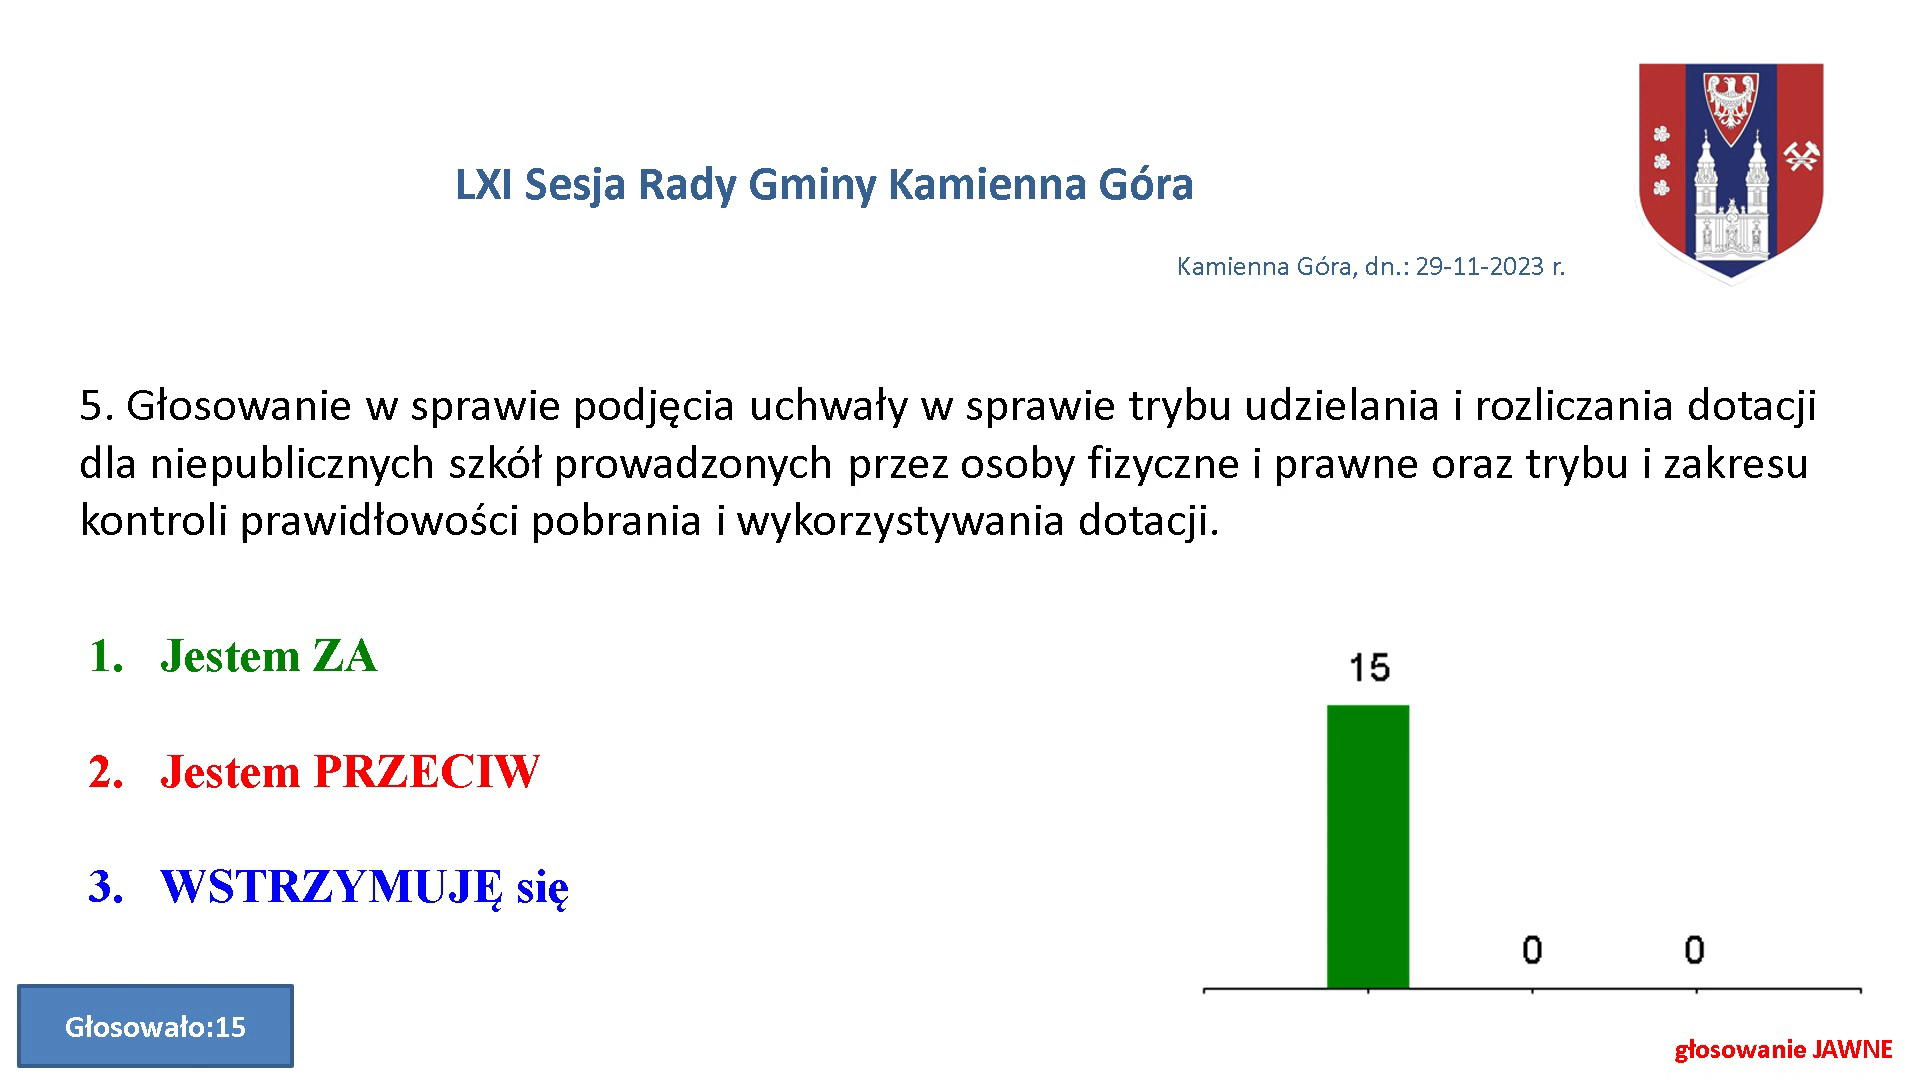 LXI Sesja Rady Gminy Kamienna Góra
Kamienna Góra, dn.: 29-11-2023 r.
5. Głosowanie w sprawie podjęcia uchwały w sprawie trybu udzielania i rozliczania dotacji
dla niepublicznych szkół prowadzonych przez osoby fizyczne i prawne oraz trybu i zakresu
kontroli prawidłowości pobrania i wykorzystywania dotacji.
1. Jestem ZA
2. Jestem PRZECIW
3. WSTRZYMUJĘ się
15
0 0
Głosowało:15
głosowanie JAWNE